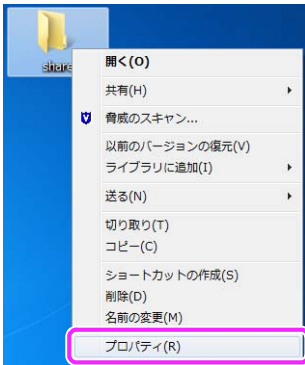 share
開く(O)
共有(H)
脅威のスキャン...
以前のバージョンの復元(V)
ライブラリに追加(I)
送る(N)
切り取り(T)
コピー(C)
ショートカットの作成(S)
削除(D)
名前の変更(M)
プロパティ(R)